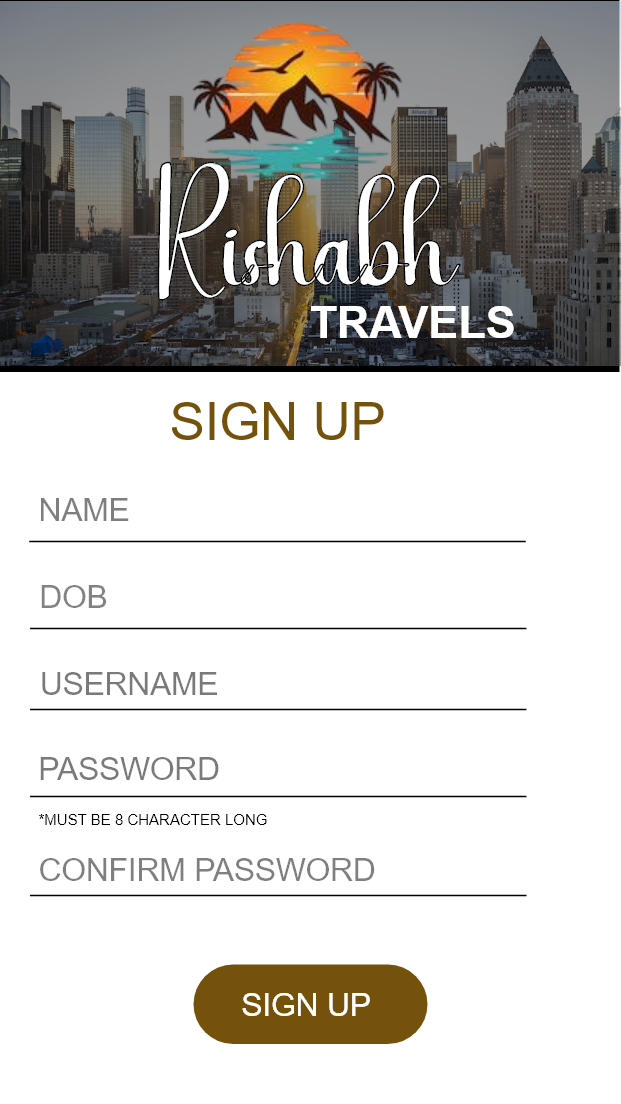 Rishabh
TRAVELS
SIGN UP
NAME
DOB
USERNAME
PASSWORD
*MUST BE 8 CHARACTER LONG
CONFIRM PASSWORD
SIGN UP